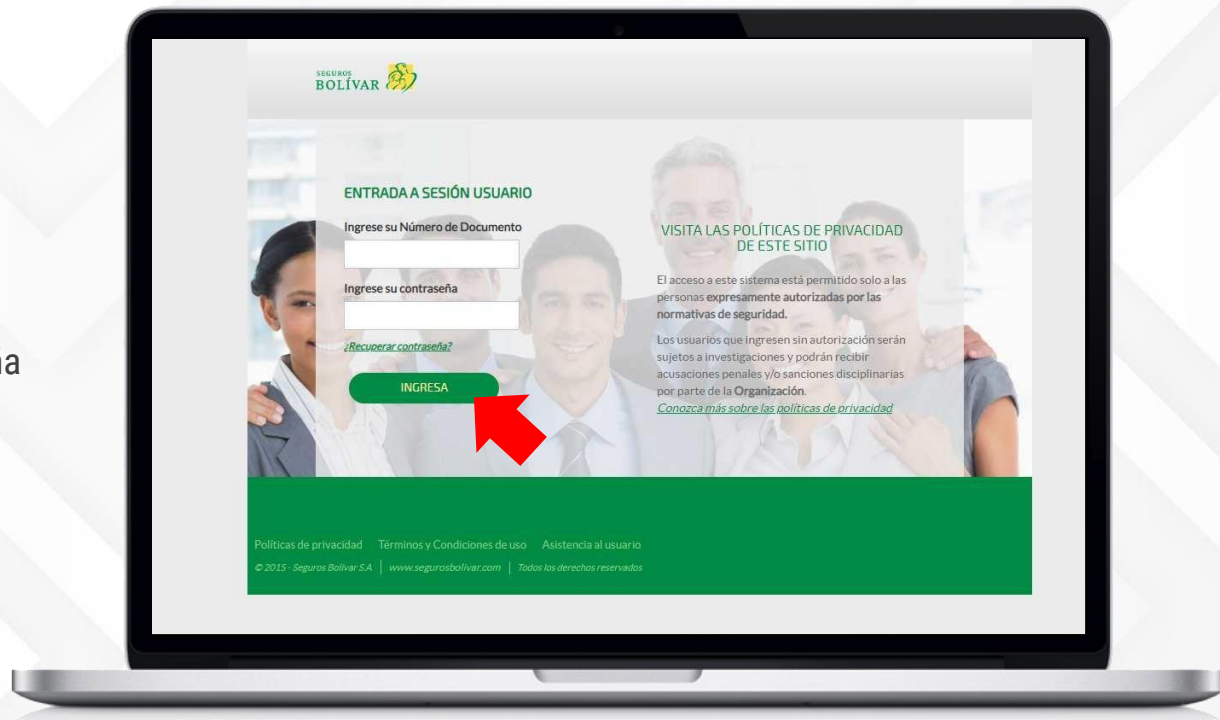 SEGUROS
BOLÍVAR
ENTRADA A SESIÓN USUARIO
Ingrese su Número de Documento
Ingrese su contraseña
¿Recuperar contraseña?
INGRESA
VISITA LAS POLÍTICAS DE PRIVACIDAD
DE ESTE SITIO
El acceso a este sistema está permitido solo a las
personas expresamente autorizadas por las
normativas de seguridad.
Los usuarios que ingresen sin autorización serán
sujetos a investigaciones y podrán recibir
acusaciones penales y/o sanciones disciplinarias
por parte de la Organización.
Conozca más sobre las políticas de privacidad
Políticas de privacidad Términos y Condiciones de uso Asistencia al usuario
© 2015 - Seguros Bolívar S.A | www.segurosbolivar.com | Todos los derechos reservados